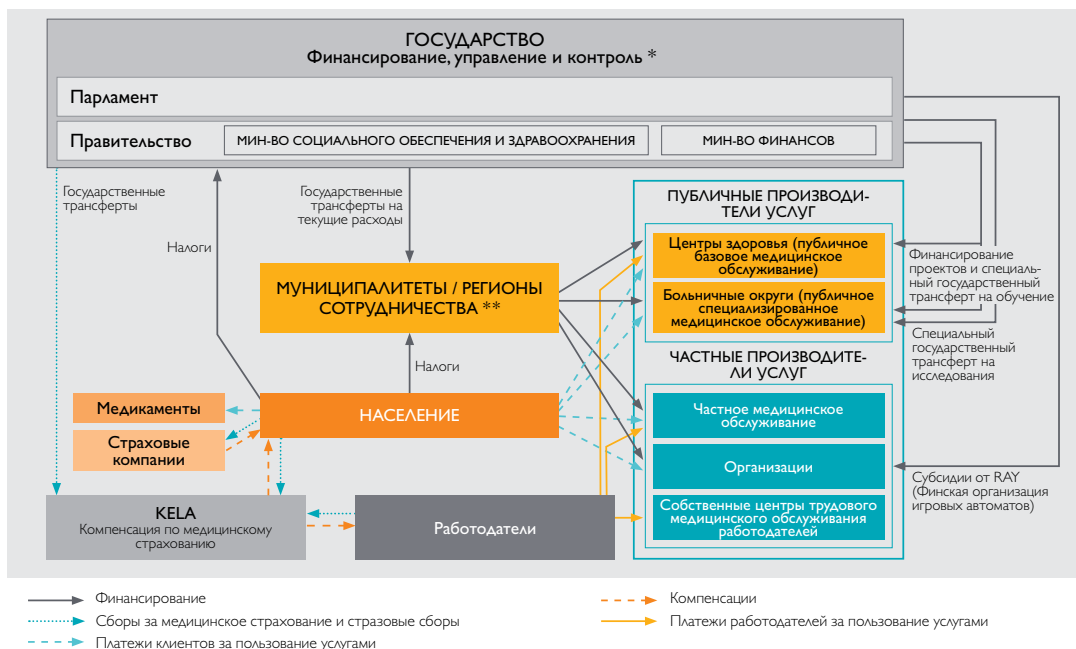 ГОСУДАРСТВО
Финансирование, управление и контроль *
Парламент
Правительство
МИН-ВО СОЦИАЛЬНОГО ОБЕСПЕЧЕНИЯ И ЗДРАВООХРАНЕНИЯ
МИН-ВО ФИНАНСОВ
Государственные
трансферты
Налоги
Государственные
трансферты на
текущие расходы
ПУБЛИЧНЫЕ ПРОИЗВОДИ-
ТЕЛИ УСЛУГ
Центры здоровья (публичное
базовое медицинское
обслуживание)
Больничные округи (публичное
специализированное
медицинское обслуживание)
Финансирование
проектов и специаль-
ный государственный
трансферт на обучение
Специальный
государственный
трансферт на
исследования
МУНИЦИПАЛИТЕТЫ / РЕГИОНЫ
СОТРУДНИЧЕСТВА **
Налоги
ЧАСТНЫЕ ПРОИЗВОДИТЕ-
ЛИ УСЛУГ
Частное медицинское
обслуживание
Организации
Собственные центры трудового
медицинского обслуживания
работодателей
Субсидии от RAY
(Финская организация
игровых автоматов)
Медикаменты
Страховые
компании
НАСЕЛЕНИЕ
KELA
Компенсация по медицинскому
страхованию
Работодатели
Финансирование
Сборы за медицинское страхование и стразовые сборы
Платежи клиентов за пользование услугами
Компенсации
Платежи работодателей за пользование услугами